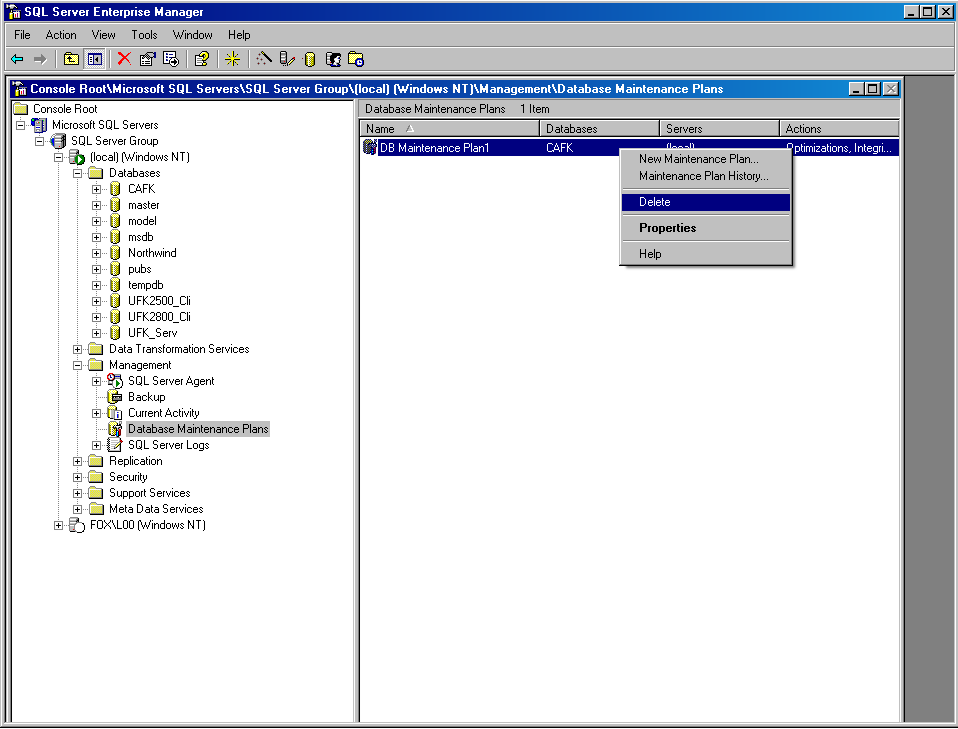 SQL Server Enterprise Manager
File Action View Tools Window Help
Console Root\Microsoft SQL Servers\SQL Server Group\(local) (Windows NT)\Management\Database Maintenance Plans
Console Root
Microsoft SQL Servers
SQL Server Group
(local) (Windows NT)
Databases
CAFK
master
model
msdb
Northwind
pubs
tempdb
UFK2500_Cli
UFK2800_Cli
UFK_Serv
Data Transformation Services
Management
SQL Server Agent
Backup
Current Activity
Database Maintenance Plans
SQL Server Logs
Replication
Security
Support Services
Meta Data Services
FOX\L00 (Windows NT)
Database Maintenance Plans 1 Item
Name Databases Servers Actions
DB Maintenance Plan1 CAFK (local) Optimizations, Integri...
New Maintenance Plan...
Maintenance Plan History...
Delete
Properties
Help